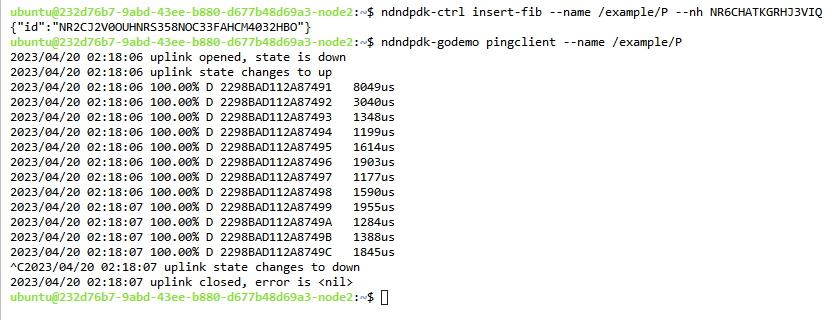 ubuntu@232d76b7-9abd-43ee-b880-d677b48d69a3-node2:~$ ndndpdk-ctrl insert-fib --name /example/P --nh NR6CHATKGRHJ3VIQ
{"id":"NR2CJ2V0OUHNRS358NOC33FAHCM4032HBO"}
ubuntu@232d76b7-9abd-43ee-b880-d677b48d69a3-node2:~$ ndndpdk-godemo pingclient --name /example/P
2023/04/20 02:18:06 uplink opened, state is down
2023/04/20 02:18:06 uplink state changes to up
2023/04/20 02:18:06 100.00% D 2298BAD112A87491   8049us
2023/04/20 02:18:06 100.00% D 2298BAD112A87492   3040us
2023/04/20 02:18:06 100.00% D 2298BAD112A87493   1348us
2023/04/20 02:18:06 100.00% D 2298BAD112A87494   1199us
2023/04/20 02:18:06 100.00% D 2298BAD112A87495   1614us
2023/04/20 02:18:06 100.00% D 2298BAD112A87496   1903us
2023/04/20 02:18:06 100.00% D 2298BAD112A87497   1177us
2023/04/20 02:18:06 100.00% D 2298BAD112A87498   1590us
2023/04/20 02:18:07 100.00% D 2298BAD112A87499   1955us
2023/04/20 02:18:07 100.00% D 2298BAD112A8749A   1284us
2023/04/20 02:18:07 100.00% D 2298BAD112A8749B   1388us
2023/04/20 02:18:07 100.00% D 2298BAD112A8749C   1845us
^C2023/04/20 02:18:07 uplink state changes to down
2023/04/20 02:18:07 uplink closed, error is <nil>
ubuntu@232d76b7-9abd-43ee-b880-d677b48d69a3-node2:~$